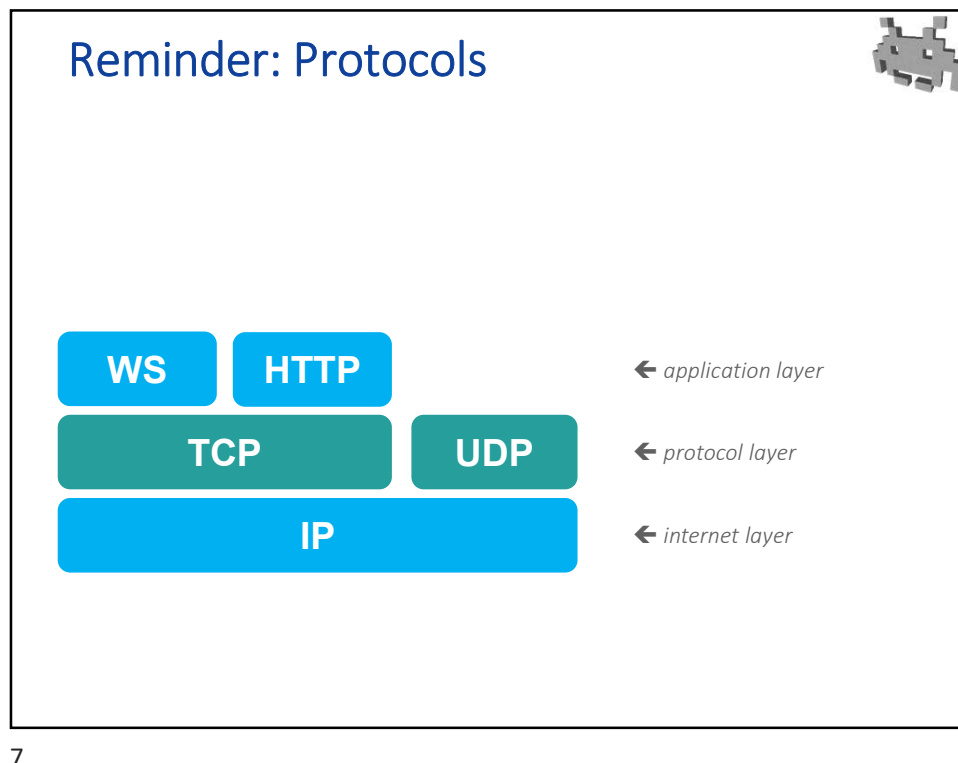 Reminder: Protocols
WS HTTP 🡸 application layer
TCP UDP 🡸 protocol layer
IP 🡸 internet layer
7